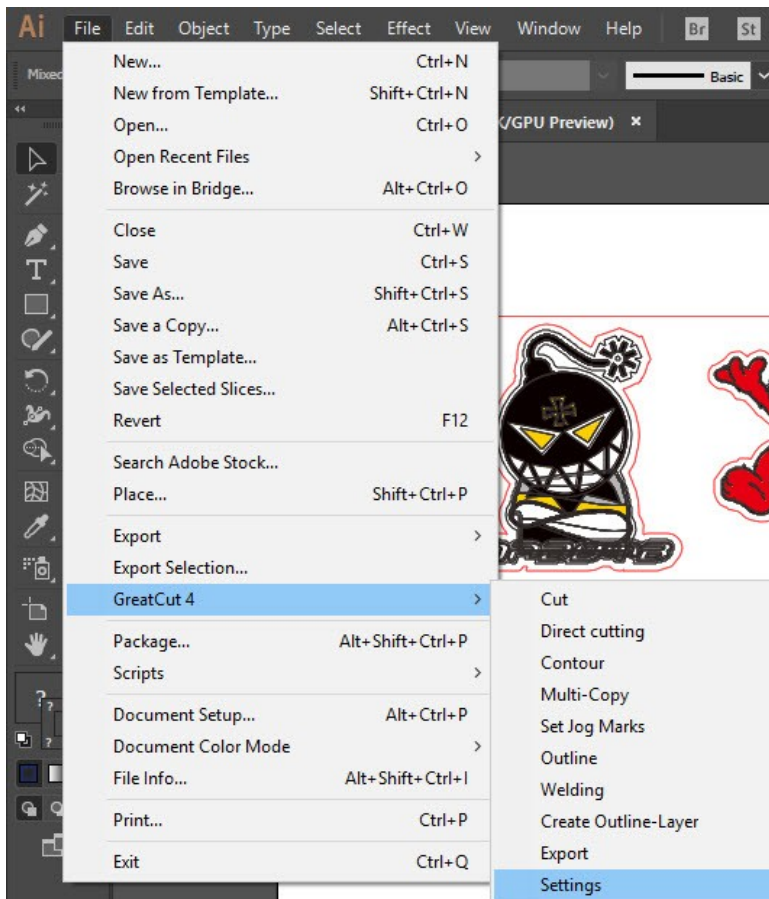 Ai File Edit Object Type Select Effect View Window Help Br St
Mixed
Basic
K/GPU Preview) ×
New... Ctrl+N
New from Template... Shift+Ctrl+N
Open... Ctrl+O
Open Recent Files >
Browse in Bridge... Alt+Ctrl+O
Close Ctrl+W
Save Ctrl+S
Save As... Shift+Ctrl+S
Save a Copy... Alt+Ctrl+S
Save as Template...
Save Selected Slices...
Revert F12
Search Adobe Stock...
Place... Shift+Ctrl+P
Export >
Export Selection...
GreatCut 4 >
Package... Alt+Shift+Ctrl+P
Scripts >
Document Setup... Alt+Ctrl+P
Document Color Mode >
File Info... Alt+Shift+Ctrl+I
Print... Ctrl+P
Exit Ctrl+Q
Cut
Direct cutting
Contour
Multi-Copy
Set Jog Marks
Outline
Welding
Create Outline-Layer
Export
Settings